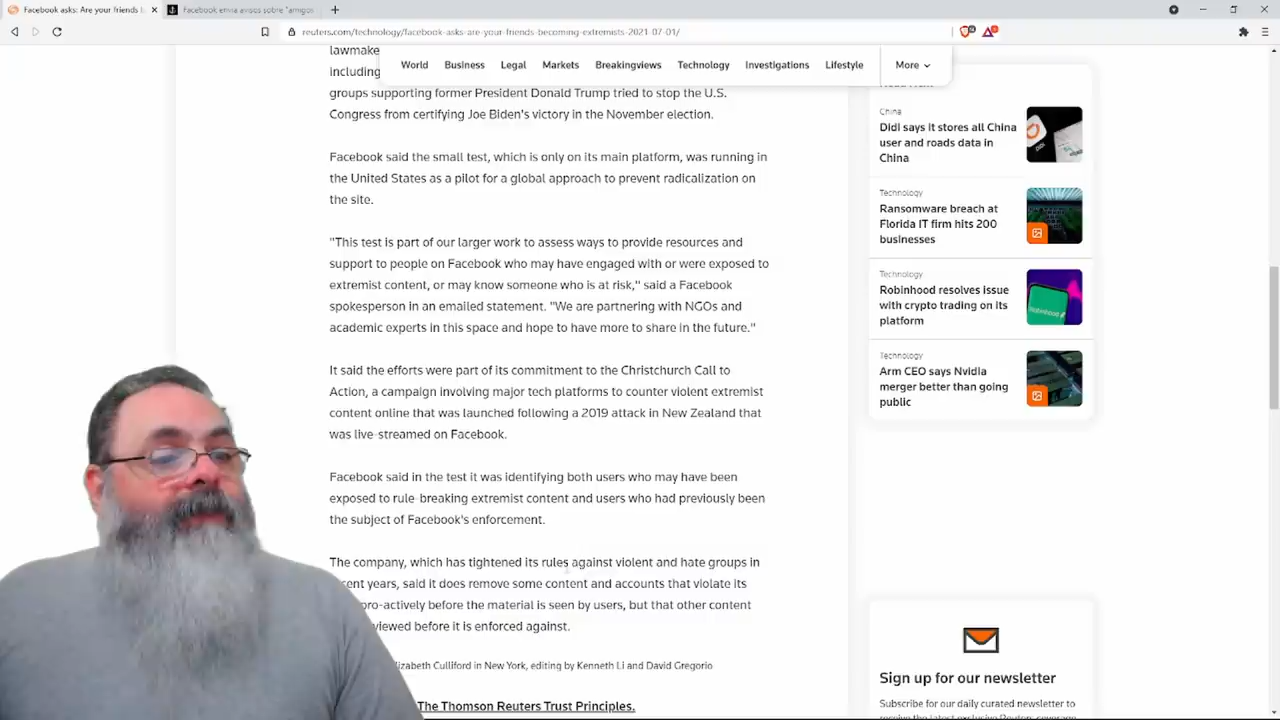 Facebook asks: Are your friends
Facebook envia avisos sobre "amigos
reuters.com/technology/facebook-asks-are-your-friends-becoming-extremists-2021-07-01/
World Business Legal Markets Breakingviews Technology Investigations Lifestyle More
lawmake
including
groups supporting former President Donald Trump tried to stop the U.S.
Congress from certifying Joe Biden's victory in the November election.
Facebook said the small test, which is only on its main platform, was running in
the United States as a pilot for a global approach to prevent radicalization on
the site.
"This test is part of our larger work to assess ways to provide resources and
support to people on Facebook who may have engaged with or were exposed to
extremist content, or may know someone who is at risk," said a Facebook
spokesperson in an emailed statement. "We are partnering with NGOs and
academic experts in this space and hope to have more to share in the future."
It said the efforts were part of its commitment to the Christchurch Call to
Action, a campaign involving major tech platforms to counter violent extremist
content online that was launched following a 2019 attack in New Zealand that
was live-streamed on Facebook.
Facebook said in the test it was identifying both users who may have been
exposed to rule-breaking extremist content and users who had previously been
the subject of Facebook's enforcement.
The company, which has tightened its rules against violent and hate groups in
cent years, said it does remove some content and accounts that violate its
pro-actively before the material is seen by users, but that other content
viewed before it is enforced against.
lizabeth Culliford in New York, editing by Kenneth Li and David Gregorio
The Thomson Reuters Trust Principles.
China
Didi says it stores all China
user and roads data in
China
Technology
Ransomware breach at
Florida IT firm hits 200
businesses
Technology
Robinhood resolves issue
with crypto trading on its
platform
Technology
Arm CEO says Nvidia
merger better than going
public
Sign up for our newsletter
Subscribe for our daily curated newsletter to
receive the latest exclusive Reuters coverage